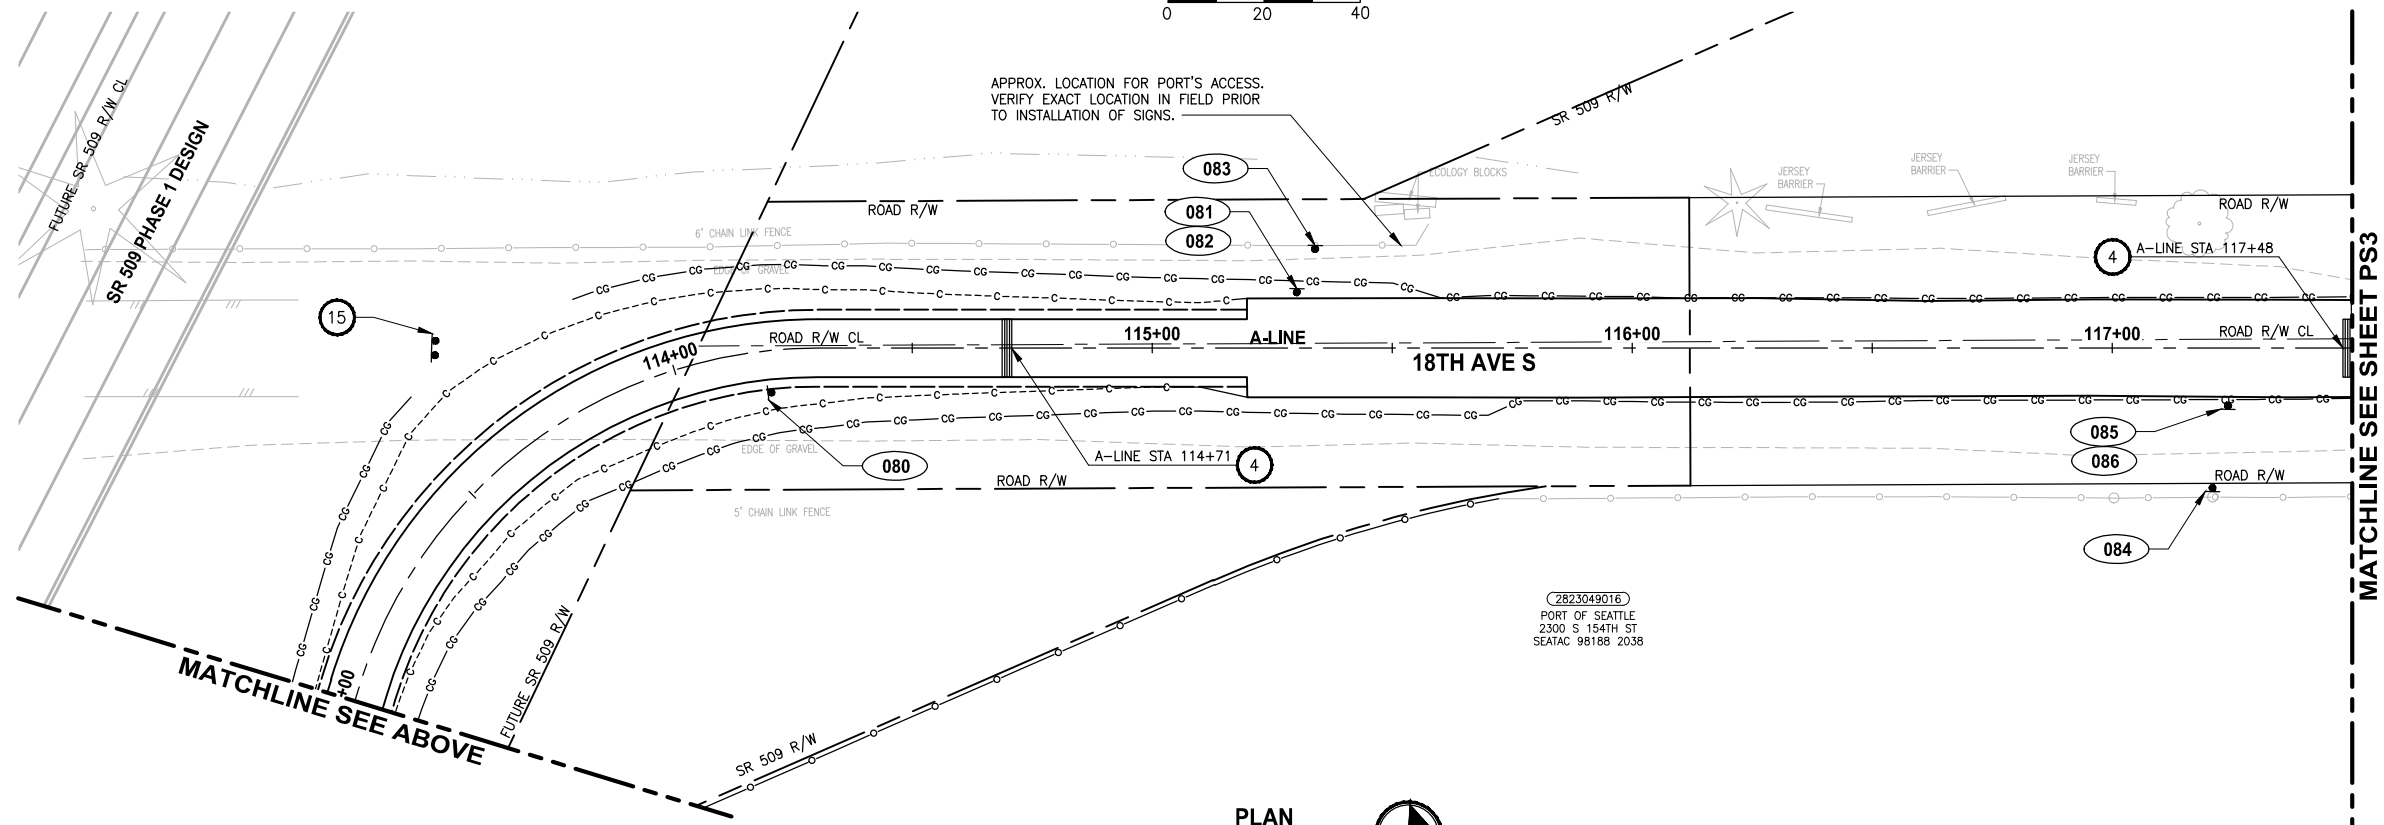 0 20 40
FUTURE SR 509 R/W CL
SR 509 PHASE 1 DESIGN
APPROX. LOCATION FOR PORT'S ACCESS.
VERIFY EXACT LOCATION IN FIELD PRIOR
TO INSTALLATION OF SIGNS.
SR 509 R/W
083
081
082
ECOLOGY BLOCKS
JERSEY
BARRIER
JERSEY
BARRIER
JERSEY
BARRIER
ROAD R/W
ROAD R/W
6' CHAIN LINK FENCE
EDGE OF GRAVEL
4
A-LINE STA 117+48
15
114+00
ROAD R/W CL
115+00
A-LINE
116+00
117+00
ROAD R/W CL
18TH AVE S
080
EDGE OF GRAVEL
A-LINE STA 114+71
4
085
086
ROAD R/W
ROAD R/W
5' CHAIN LINK FENCE
084
2823049016
PORT OF SEATTLE
2300 S 154TH ST
SEATAC 98188 2038
+00
MATCHLINE SEE ABOVE
FUTURE SR 509 R/W
SR 509 R/W
MATCHLINE SEE SHEET PS3
PLAN